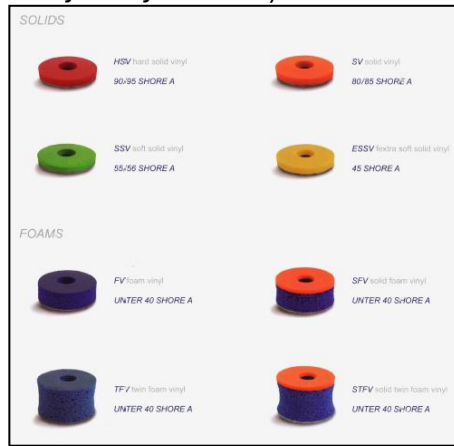 SOLIDS
HSV hard solid vinyl
90/95 SHORE A
SV solid vinyl
80/85 SHORE A
SSV soft solid vinyl
55/56 SHORE A
ESSV fextra soft solid vinyl
45 SHORE A
FOAMS
FV foam vinyl
UNTER 40 SHORE A
SFV solid foam vinyl
UNTER 40 SHORE A
TFV twin foam vinyl
UNTER 40 SHORE A
STFV solid twin foam vinyl
UNTER 40 SHORE A